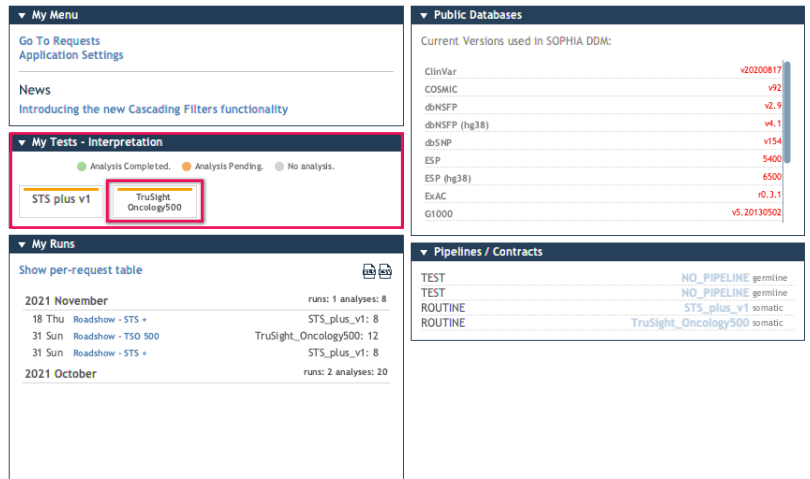 My Menu
Go To Requests
Application Settings
News
Introducing the new Cascading Filters functionality
My Tests - Interpretation
Analysis Completed. Analysis Pending. No analysis.
STS plus v1
TruSight
Oncology500
My Runs
Show per-request table
XLS CSV
2021 November runs: 1 analyses: 8
18 Thu Roadshow - STS + STS_plus_v1: 8
31 Sun Roadshow - TSO 500 TruSight_Oncology500: 12
31 Sun Roadshow - STS + STS_plus_v1: 8
2021 October runs: 2 analyses: 20
Public Databases
Current Versions used in SOPHIA DDM:
ClinVar v20200817
COSMIC v92
dbNSFP v2.9
dbNSFP (hg38) v4.1
dbSNP v154
ESP 5400
ESP (hg38) 6500
ExAC r0.3.1
G1000 v5.20130502
Pipelines / Contracts
TEST NO_PIPELINE germline
TEST NO_PIPELINE germline
ROUTINE STS_plus_v1 somatic
ROUTINE TruSight_Oncology500 somatic